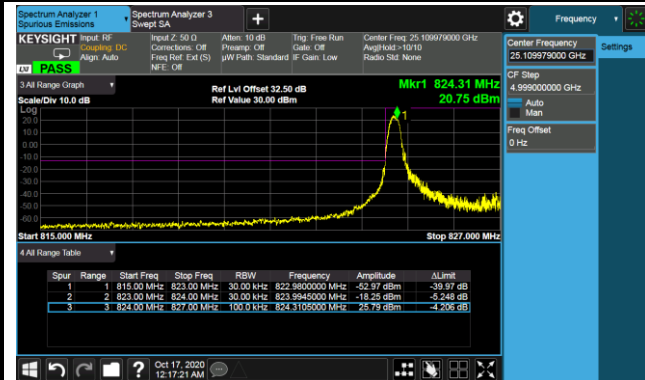 Spectrum Analyzer 1
Spurious Emissions
Spectrum Analyzer 3
Swept SA
+
Frequency
KEYSIGHT
Input: RF
Coupling: DC
Align: Auto
Input Z: 50 Ω
Corrections: Off
Freq Ref: Ext (S)
NFE: Off
Atten: 10 dB
Preamp: Off
µW Path: Standard
Trig: Free Run
Gate: Off
IF Gain: Low
Center Freq: 25.109979000 GHz
Avg|Hold:>10/10
Radio Std: None
LXI
PASS
Center Frequency
25.109979000 GHz
Settings
CF Step
4.999000000 GHz
Auto
Man
Freq Offset
0 Hz
3 All Range Graph
Scale/Div 10.0 dB
Ref Lvl Offset 32.50 dB
Ref Value 30.00 dBm
Mkr1 824.31 MHz
20.75 dBm
Log
20.0
10.0
0.00
-10.0
-20.0
-30.0
-40.0
-50.0
-60.0
1
Start 815.000 MHz
Stop 827.000 MHz
4 All Range Table
Spur Range Start Freq Stop Freq RBW Frequency Amplitude ΔLimit
1 1 815.00 MHz 823.00 MHz 30.00 kHz 822.9800000 MHz -52.97 dBm -39.97 dB
2 2 823.00 MHz 824.00 MHz 30.00 kHz 823.9945000 MHz -18.25 dBm -5.248 dB
3 3 824.00 MHz 827.00 MHz 100.0 kHz 824.3105000 MHz 25.79 dBm -4.206 dB
?
Oct 17, 2020
12:17:21 AM